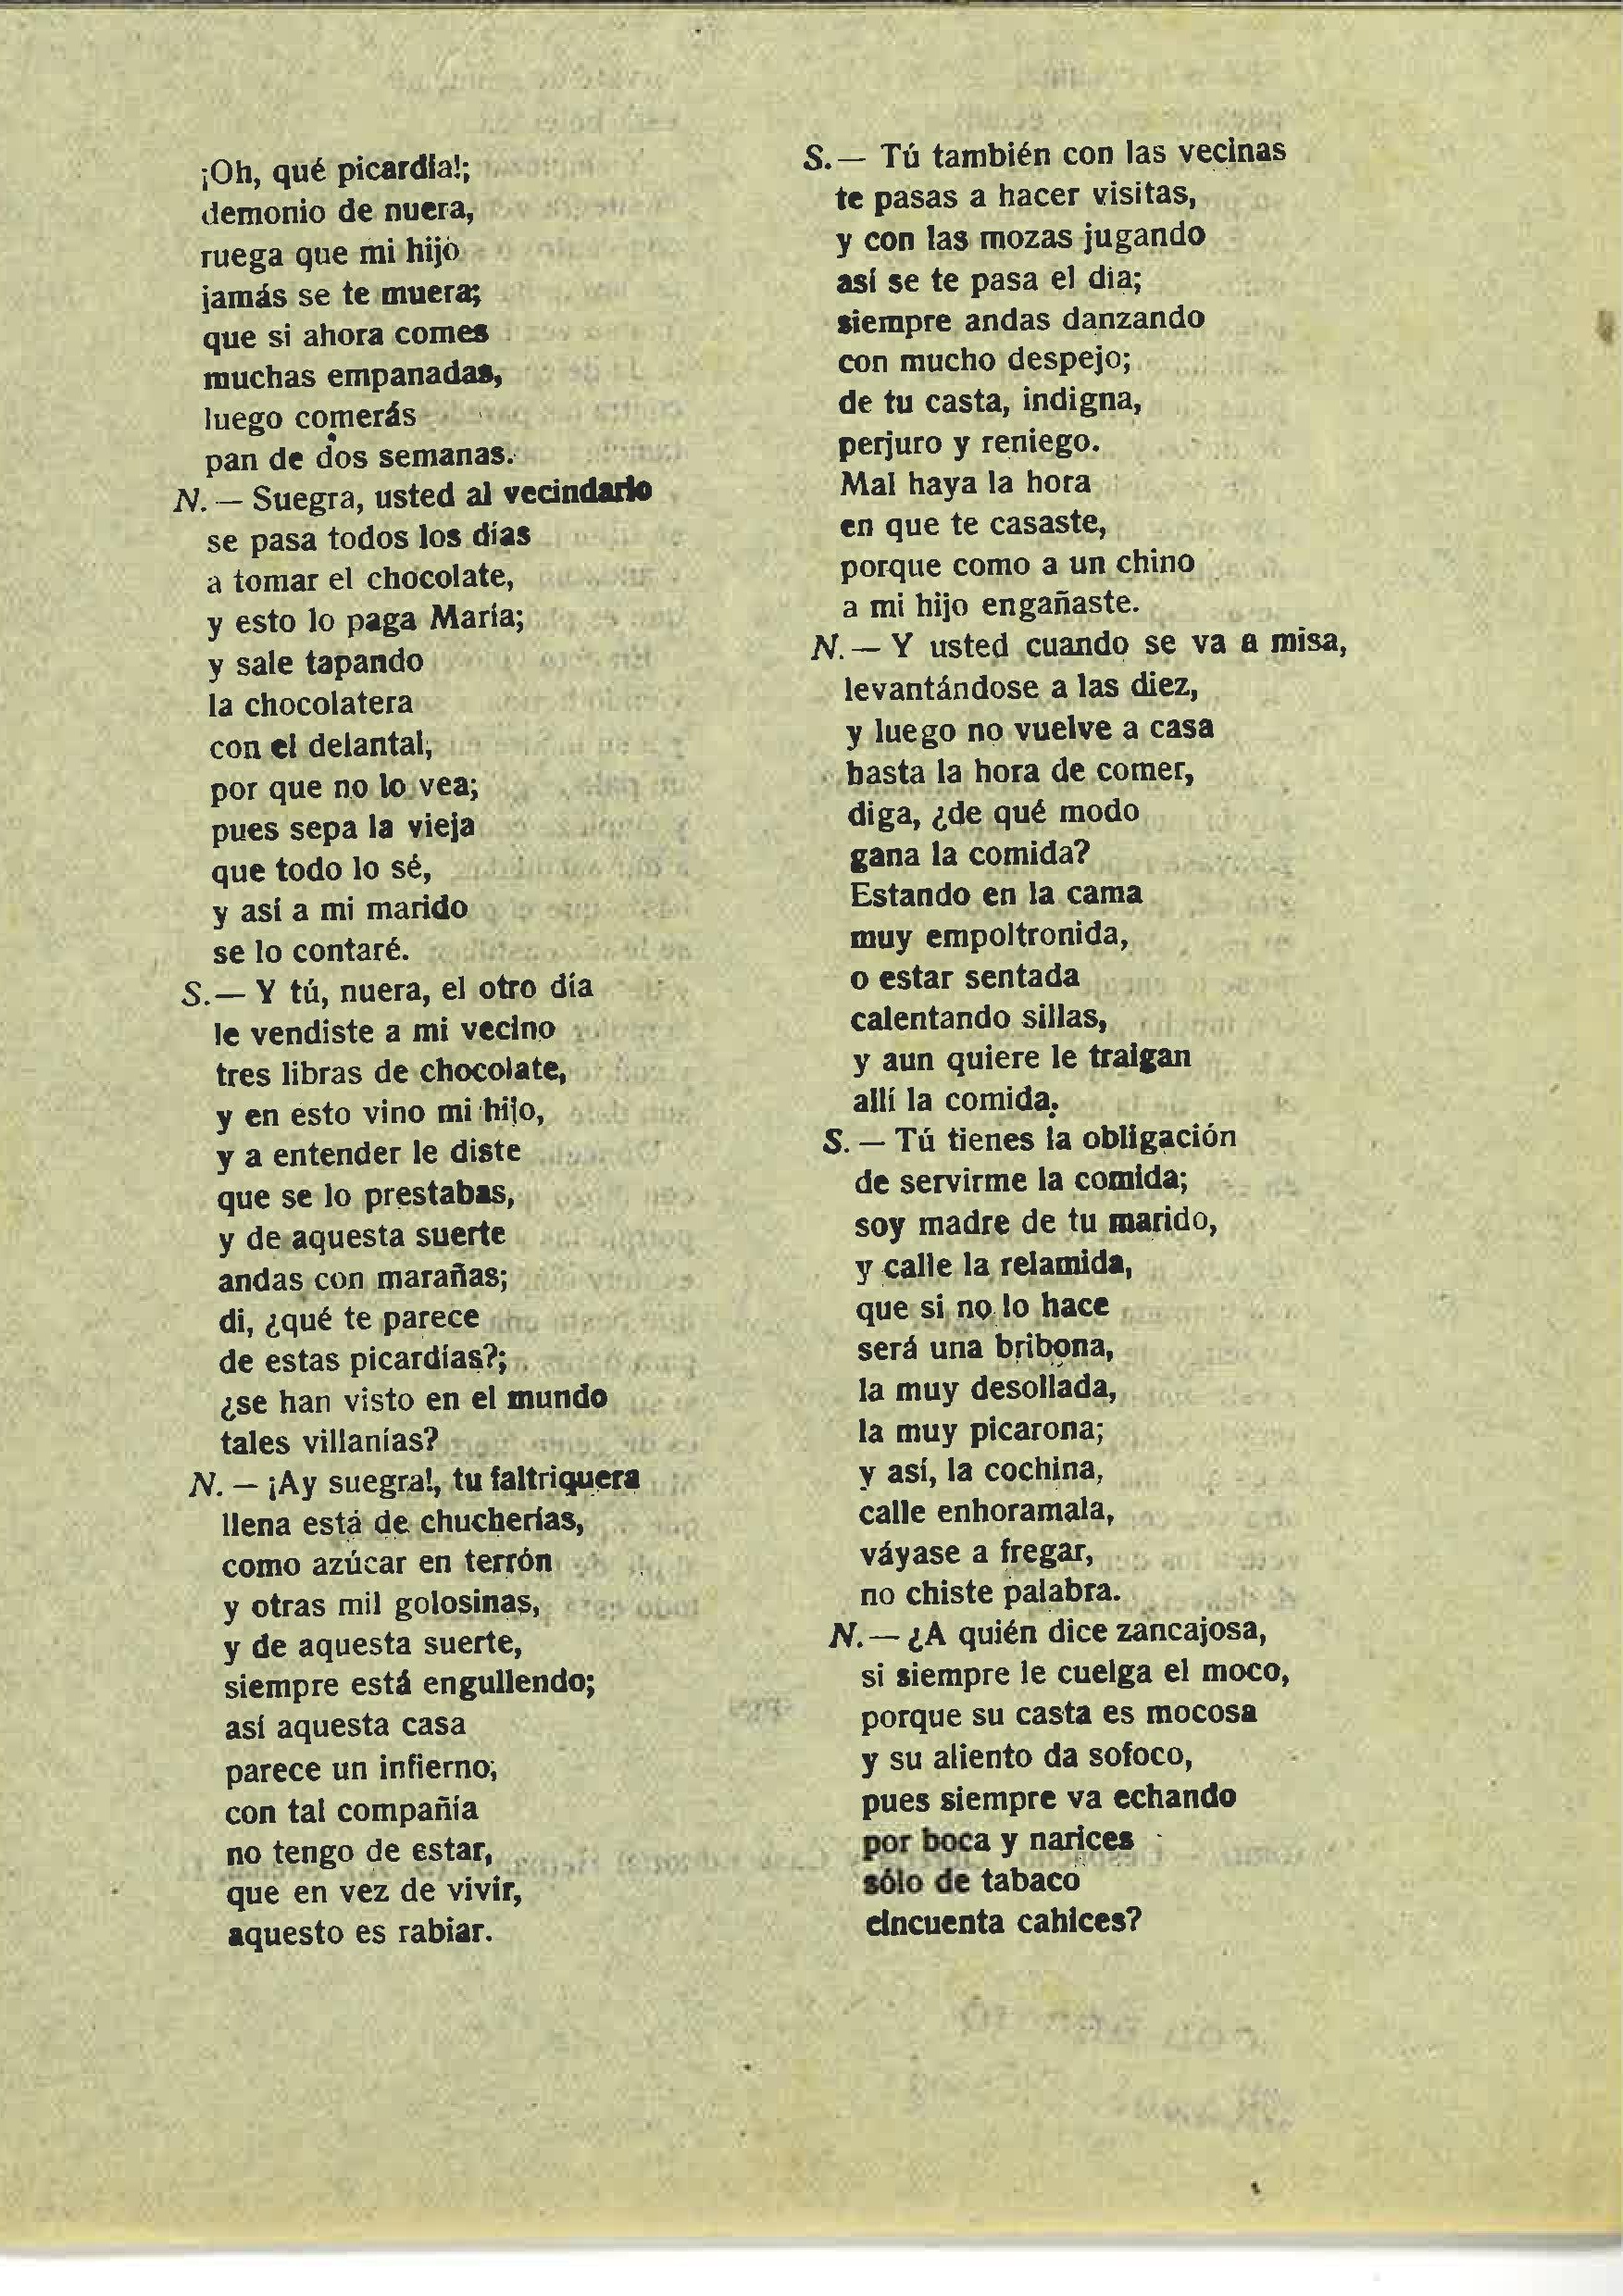 ¡Oh, qué picardía!;
demonio de nuera,
ruega que mi hijo
jamás se te muera;
que si ahora comes
muchas empanadas,
luego comerás
pan de dos semanas.
N. — Suegra, usted al vecindario
se pasa todos los días
a tomar el chocolate,
y esto lo paga María;
y sale tapando
la chocolatera
con el delantal,
por que no lo vea;
pues sepa la vieja
que todo lo sé,
y así a mi marido
se lo contaré.
S. — Y tú, nuera, el otro día
le vendiste a mi vecino
tres libras de chocolate,
y en esto vino mi hijo,
y a entender le diste
que se lo prestabas,
y de aquesta suerte
andas con marañas;
di, ¿qué te parece
de estas picardías?;
¿se han visto en el mundo
tales villanías?
N. — ¡Ay suegra!, tu faltriquera
llena está de chucherías,
como azúcar en terrón
y otras mil golosinas,
y de aquesta suerte,
siempre está engullendo;
así aquesta casa
parece un infierno;
con tal compañía
no tengo de estar,
que en vez de vivir,
aquesto es rabiar.
S. — Tú también con las vecinas
te pasas a hacer visitas,
y con las mozas jugando
así se te pasa el día;
siempre andas danzando
con mucho despejo;
de tu casta, indigna,
perjuro y reniego.
Mal haya la hora
en que te casaste,
porque como a un chino
a mi hijo engañaste.
N. — Y usted cuando se va a misa,
levantándose a las diez,
y luego no vuelve a casa
hasta la hora de comer,
diga, ¿de qué modo
gana la comida?
Estando en la cama
muy empoltronida,
o estar sentada
calentando sillas,
y aun quiere le traigan
allí la comida.
S. — Tú tienes la obligación
de servirme la comida;
soy madre de tu marido,
y calle la relamida,
que si no lo hace
será una bribona,
la muy desollada,
la muy picarona;
y así, la cochina,
calle enhoramala,
váyase a fregar,
no chiste palabra.
N. — ¿A quién dice zancajosa,
si siempre le cuelga el moco,
porque su casta es mocosa
y su aliento da sofoco,
pues siempre va echando
por boca y narices
sólo de tabaco
cincuenta cahices?